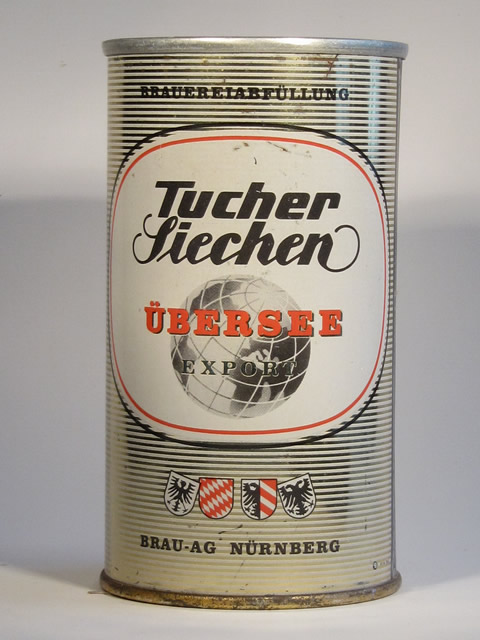 BRAUEREIABFÜLLUNG
Tucher
Siechen
ÜBERSEE
EXPORT
BRAU-AG NÜRNBERG